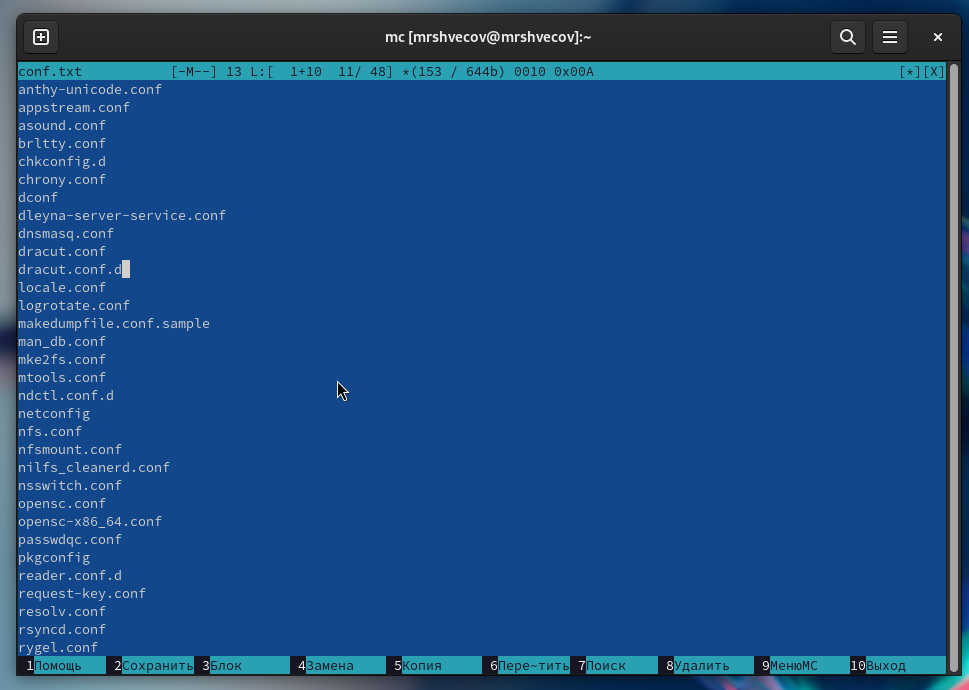 mc [mrshvecov@mrshvecov]:~
conf.txt [-M--] 13 L:[ 1+10 11/ 48] *(153 / 644b) 0010 0x00A [*][X]
anthy-unicode.conf
appstream.conf
asound.conf
brltty.conf
chkconfig.d
chrony.conf
dconf
dleyna-server-service.conf
dnsmasq.conf
dracut.conf
dracut.conf.d
locale.conf
logrotate.conf
makedumpfile.conf.sample
man_db.conf
mke2fs.conf
mtools.conf
ndctl.conf.d
netconfig
nfs.conf
nfsmount.conf
nilfs_cleanerd.conf
nsswitch.conf
opensc.conf
opensc-x86_64.conf
passwdqc.conf
pkgconfig
reader.conf.d
request-key.conf
resolv.conf
rsyncd.conf
rygel.conf
1Помощь 2Сохранить 3Блок 4Замена 5Копия 6Пере~тить 7Поиск 8Удалить 9МенюМС 10Выход